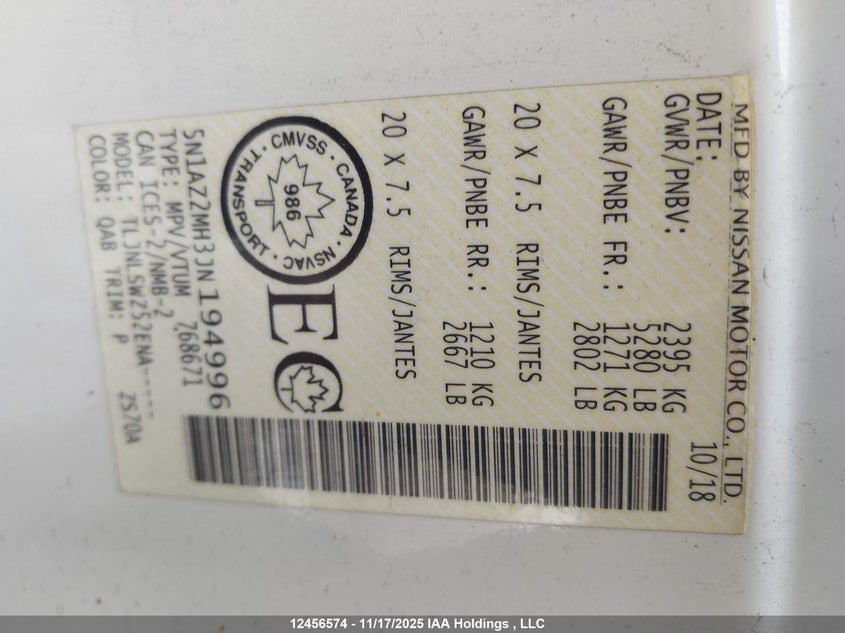 MFD BY NISSAN MOTOR CO., LTD.
DATE: 10/18
GVWR/PNBV: 2395 KG
5280 LB
GAWR/PNBE FR.: 1271 KG
2802 LB
20 X 7.5 RIMS/JANTES
GAWR/PNBE RR.: 1210 KG
2667 LB
20 X 7.5 RIMS/JANTES
CMVSS · CANADA · NSVAC · TRANSPORT ·
986
EC
5N1AZ2MH3JN194996
TYPE: MPV/VTUM 768671
CAN ICES-2/NMB-2
MODEL: TLJNLSWZ52ENA-----
COLOR: QAB TRIM: P 2S70A
12456574 - 11/17/2025 IAA Holdings , LLC